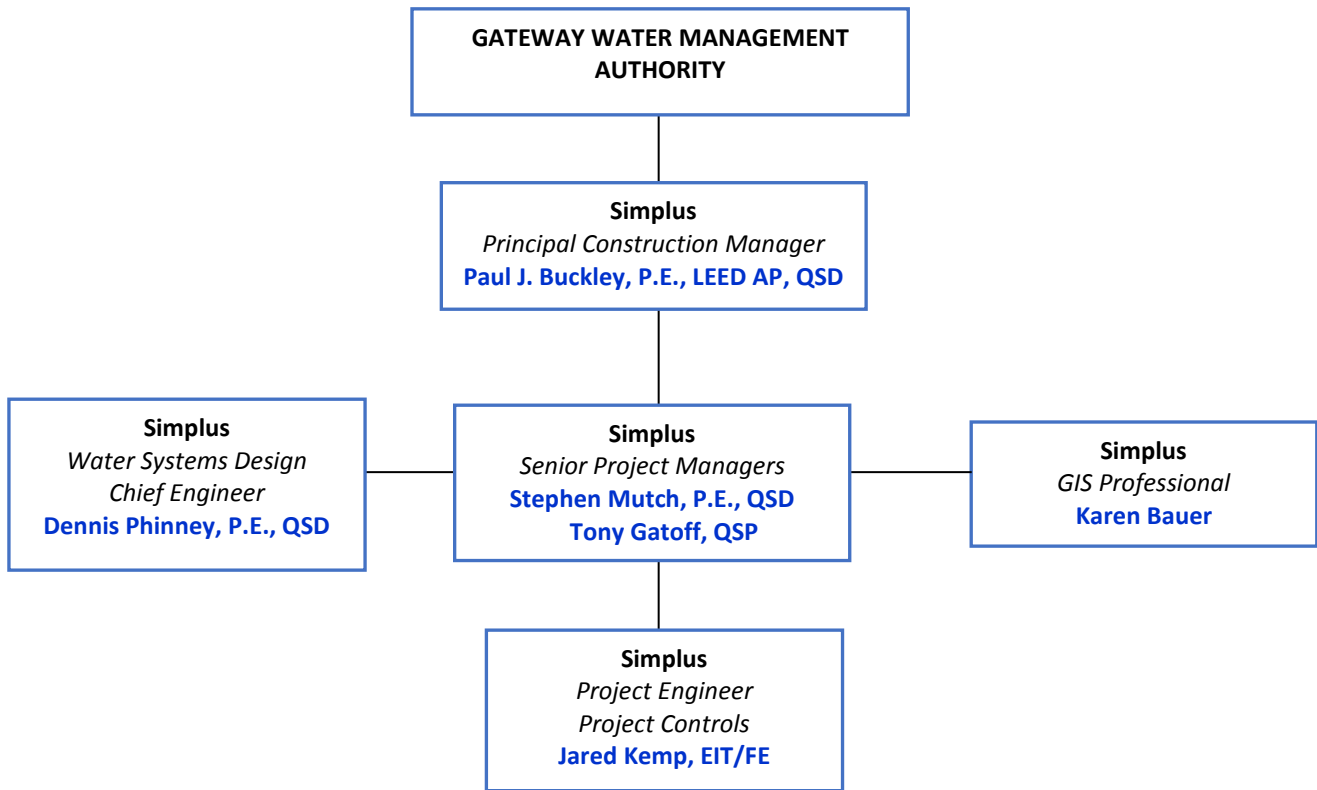 GATEWAY WATER MANAGEMENT
AUTHORITY
Simplus
Principal Construction Manager
Paul J. Buckley, P.E., LEED AP, QSD
Simplus
Water Systems Design
Chief Engineer
Dennis Phinney, P.E., QSD
Simplus
Senior Project Managers
Stephen Mutch, P.E., QSD
Tony Gatoff, QSP
Simplus
GIS Professional
Karen Bauer
Simplus
Project Engineer
Project Controls
Jared Kemp, EIT/FE